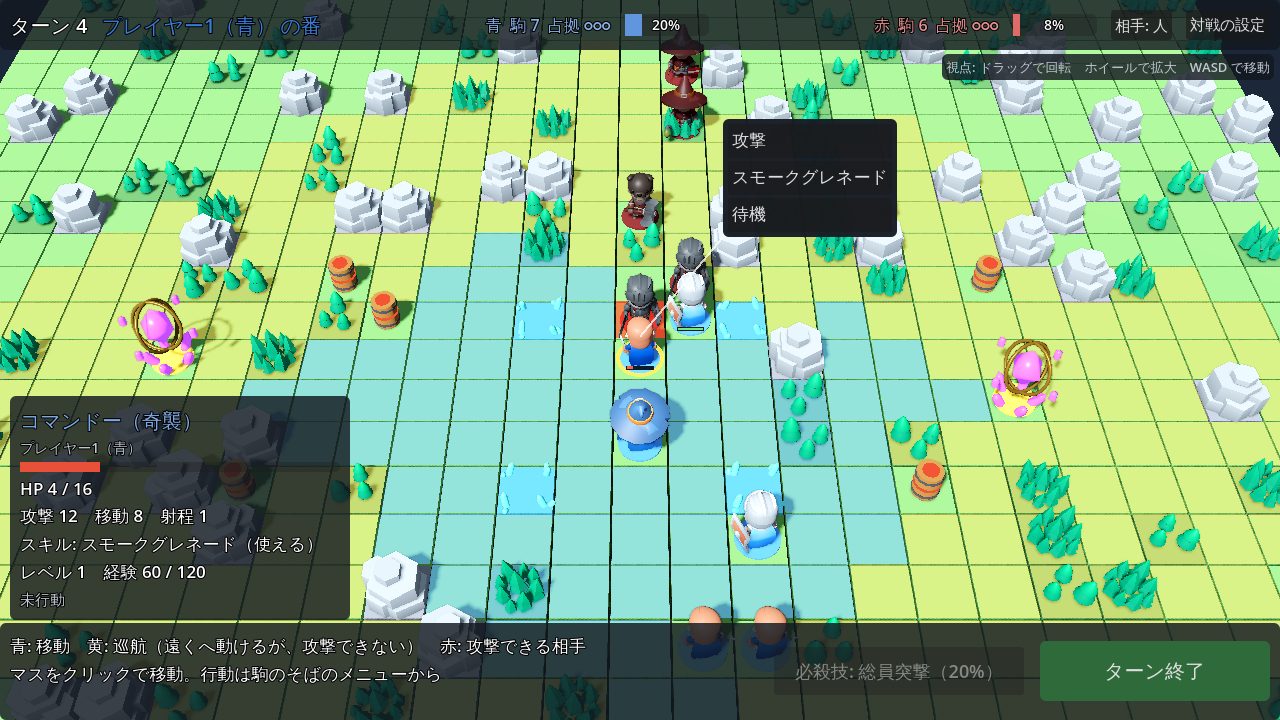 ターン 4 プレイヤー1（青）の番 青 駒 7 占拠 ooo 20% 赤 駒 6 占拠 ooo 8% 相手: 人 対戦の設定
視点: ドラッグで回転 ホイールで拡大 WASD で移動
攻撃
スモークグレネード
待機
コマンドー（奇襲）
プレイヤー1（青）
HP 4 / 16
攻撃 12 移動 8 射程 1
スキル: スモークグレネード（使える）
レベル 1 経験 60 / 120
未行動
青: 移動 黄: 巡航（遠くへ動けるが、攻撃できない） 赤: 攻撃できる相手
マスをクリックで移動。行動は駒のそばのメニューから
必殺技: 総員突撃（20%）
ターン終了